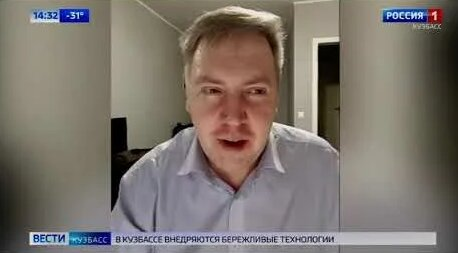 14:32 -31°
РОССИЯ 1
КУЗБАСС
ВЕСТИ КУЗБАСС В КУЗБАССЕ ВНЕДРЯЮТСЯ БЕРЕЖЛИВЫЕ ТЕХНОЛОГИИ